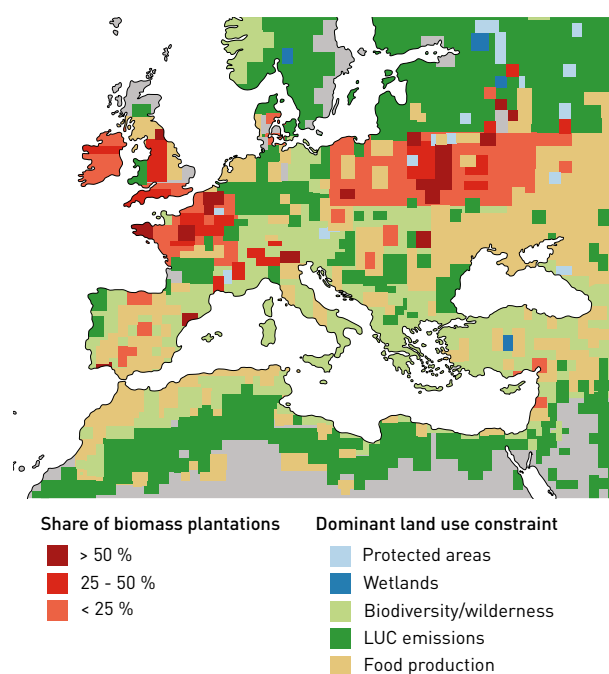 Share of biomass plantations
> 50 %
25 - 50 %
< 25 %
Dominant land use constraint
Protected areas
Wetlands
Biodiversity/wilderness
LUC emissions
Food production